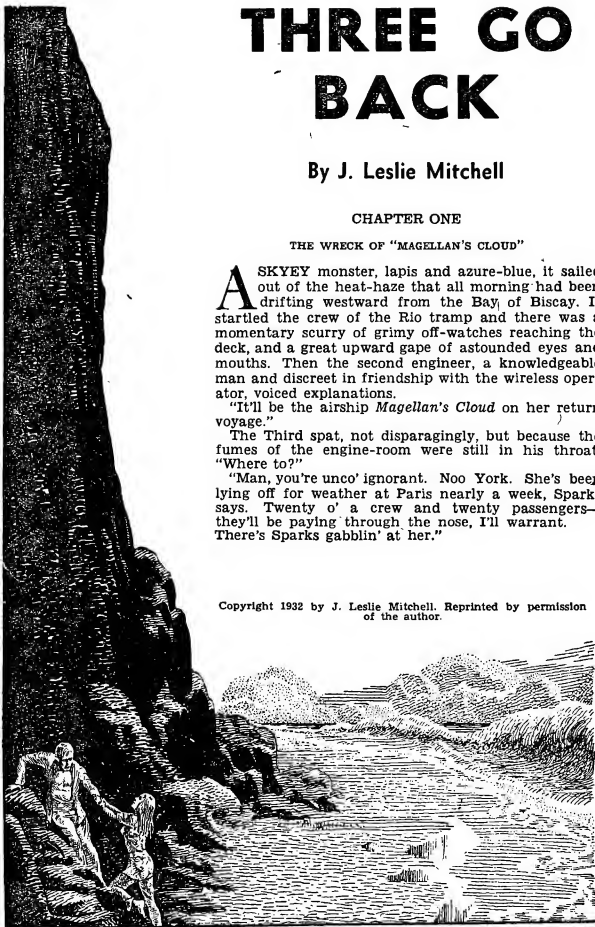 THREE GO
BACK
By J. Leslie Mitchell
CHAPTER ONE
THE WRECK OF "MAGELLAN'S CLOUD"
A SKYEY monster, lapis and azure-blue, it sailed
out of the heat-haze that all morning had been
drifting westward from the Bay of Biscay. I
startled the crew of the Rio tramp and there was a
momentary scurry of grimy off-watches reaching th
deck, and a great upward gape of astounded eyes and
mouths. Then the second engineer, a knowledgeabl
man and discreet in friendship with the wireless oper
ator, voiced explanations.
"It'll be the airship Magellan's Cloud on her return
voyage."
The Third spat, not disparagingly, but because th
fumes of the engine-room were still in his throat
"Where to?"
"Man, you're unco' ignorant. Noo York. She's been
lying off for weather at Paris nearly a week, Spark
says. Twenty o' a crew and twenty passengers—
they'll be paying through the nose, I'll warrant.
There's Sparks gabblin' at her."
Copyright 1932 by J. Leslie Mitchell. Reprinted by permission
of the author.